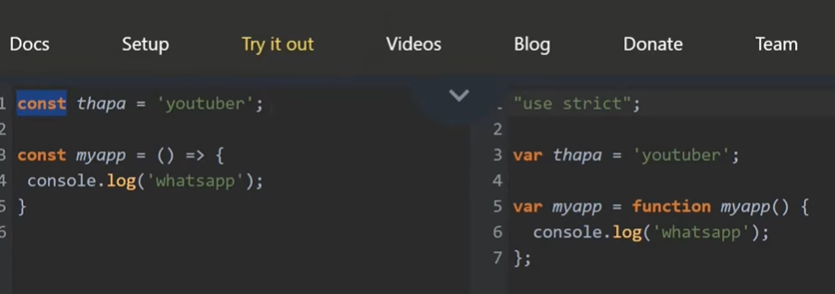 Docs Setup Try it out Videos Blog Donate Team
1 const thapa = 'youtuber';
2
3 const myapp = () => {
4 console.log('whatsapp');
5 }
6
"use strict";
2
3 var thapa = 'youtuber';
4
5 var myapp = function myapp() {
6 console.log('whatsapp');
7 };